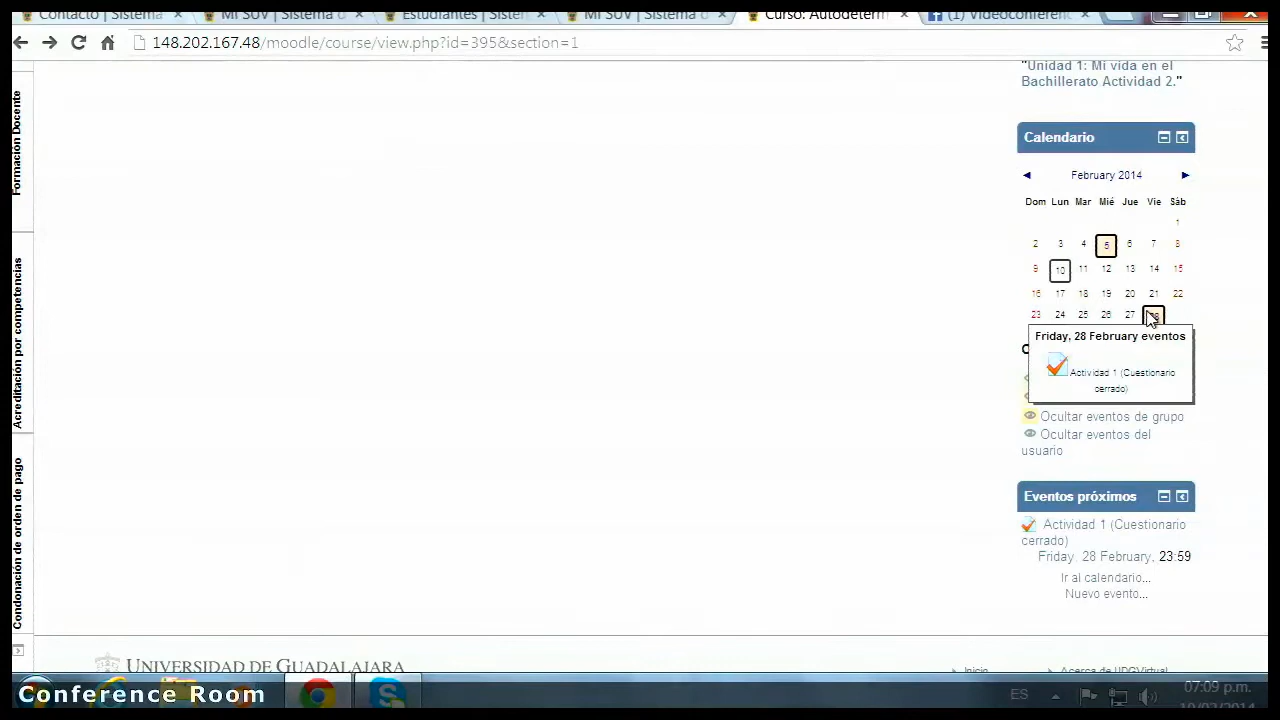 Contacto | Sistema
Mi SUV | Sistema d
Estudiantes | Sistem
Mi SUV | Sistema d
Curso: Autodeterm
(1) Videoconferen
148.202.167.48/moodle/course/view.php?id=395&section=1
Formación Docente
Acreditación por competencias
Condonación de orden de pago
"Unidad 1: Mi vida en el
Bachillerato Actividad 2."
Calendario
February 2014
Dom Lun Mar Mié Jue Vie Sáb
1
2 3 4 5 6 7 8
9 10 11 12 13 14 15
16 17 18 19 20 21 22
23 24 25 26 27
Friday, 28 February eventos
Actividad 1 (Cuestionario
cerrado)
Ocultar eventos de grupo
Ocultar eventos del
usuario
Eventos próximos
Actividad 1 (Cuestionario
cerrado)
Friday, 28 February, 23:59
Ir al calendario...
Nuevo evento...
UNIVERSIDAD DE GUADALAJARA
Inicio
Acerca de UDGVirtual
Conference Room
ES
07:09 p.m.